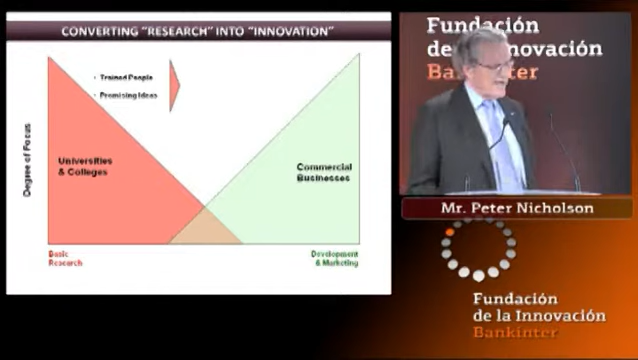 CONVERTING "RESEARCH" INTO "INNOVATION"
• Trained People
• Promising Ideas
Degree of Focus
Universities
& Colleges
Commercial
Businesses
Basic
Research
Development
& Marketing
Fundación
de la Innovación
Bankinter
Mr. Peter Nicholson
Fundación
de la Innovación
Bankinter